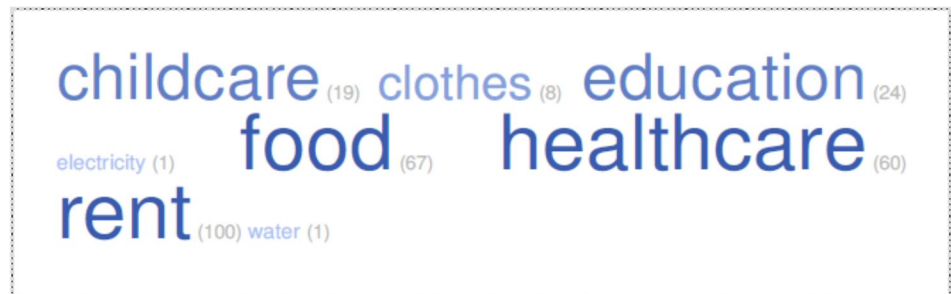 childcare (19) clothes (8) education (24)
electricity (1) food (67) healthcare (60)
rent (100) water (1)